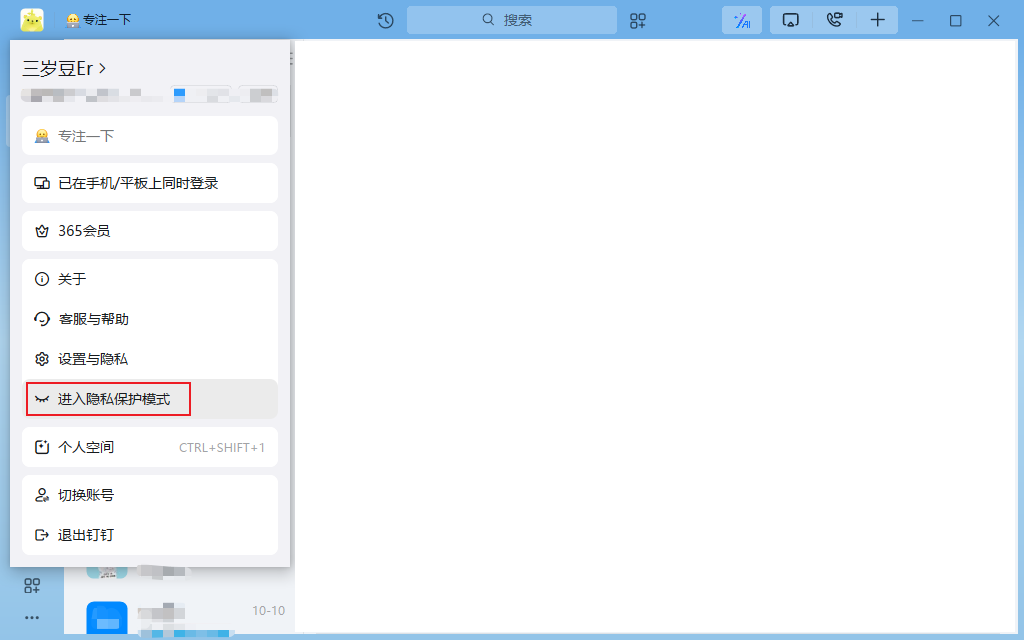 专注一下
搜索
三岁豆Er
专注一下
已在手机/平板上同时登录
365会员
关于
客服与帮助
设置与隐私
进入隐私保护模式
个人空间 CTRL+SHIFT+1
切换账号
退出钉钉
10-10